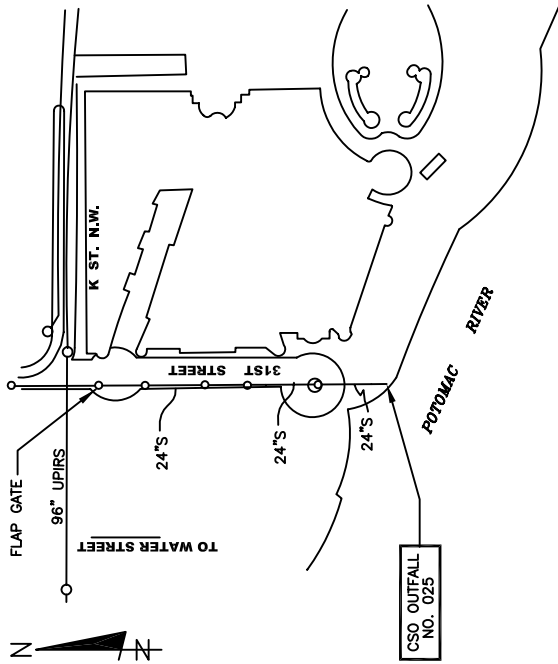 N
N
FLAP GATE
96" UPIRS
TO WATER STREET
24"S
24"S
24"S
31ST
STREET
K ST. N.W.
POTOMAC RIVER
CSO OUTFALL
NO. 025